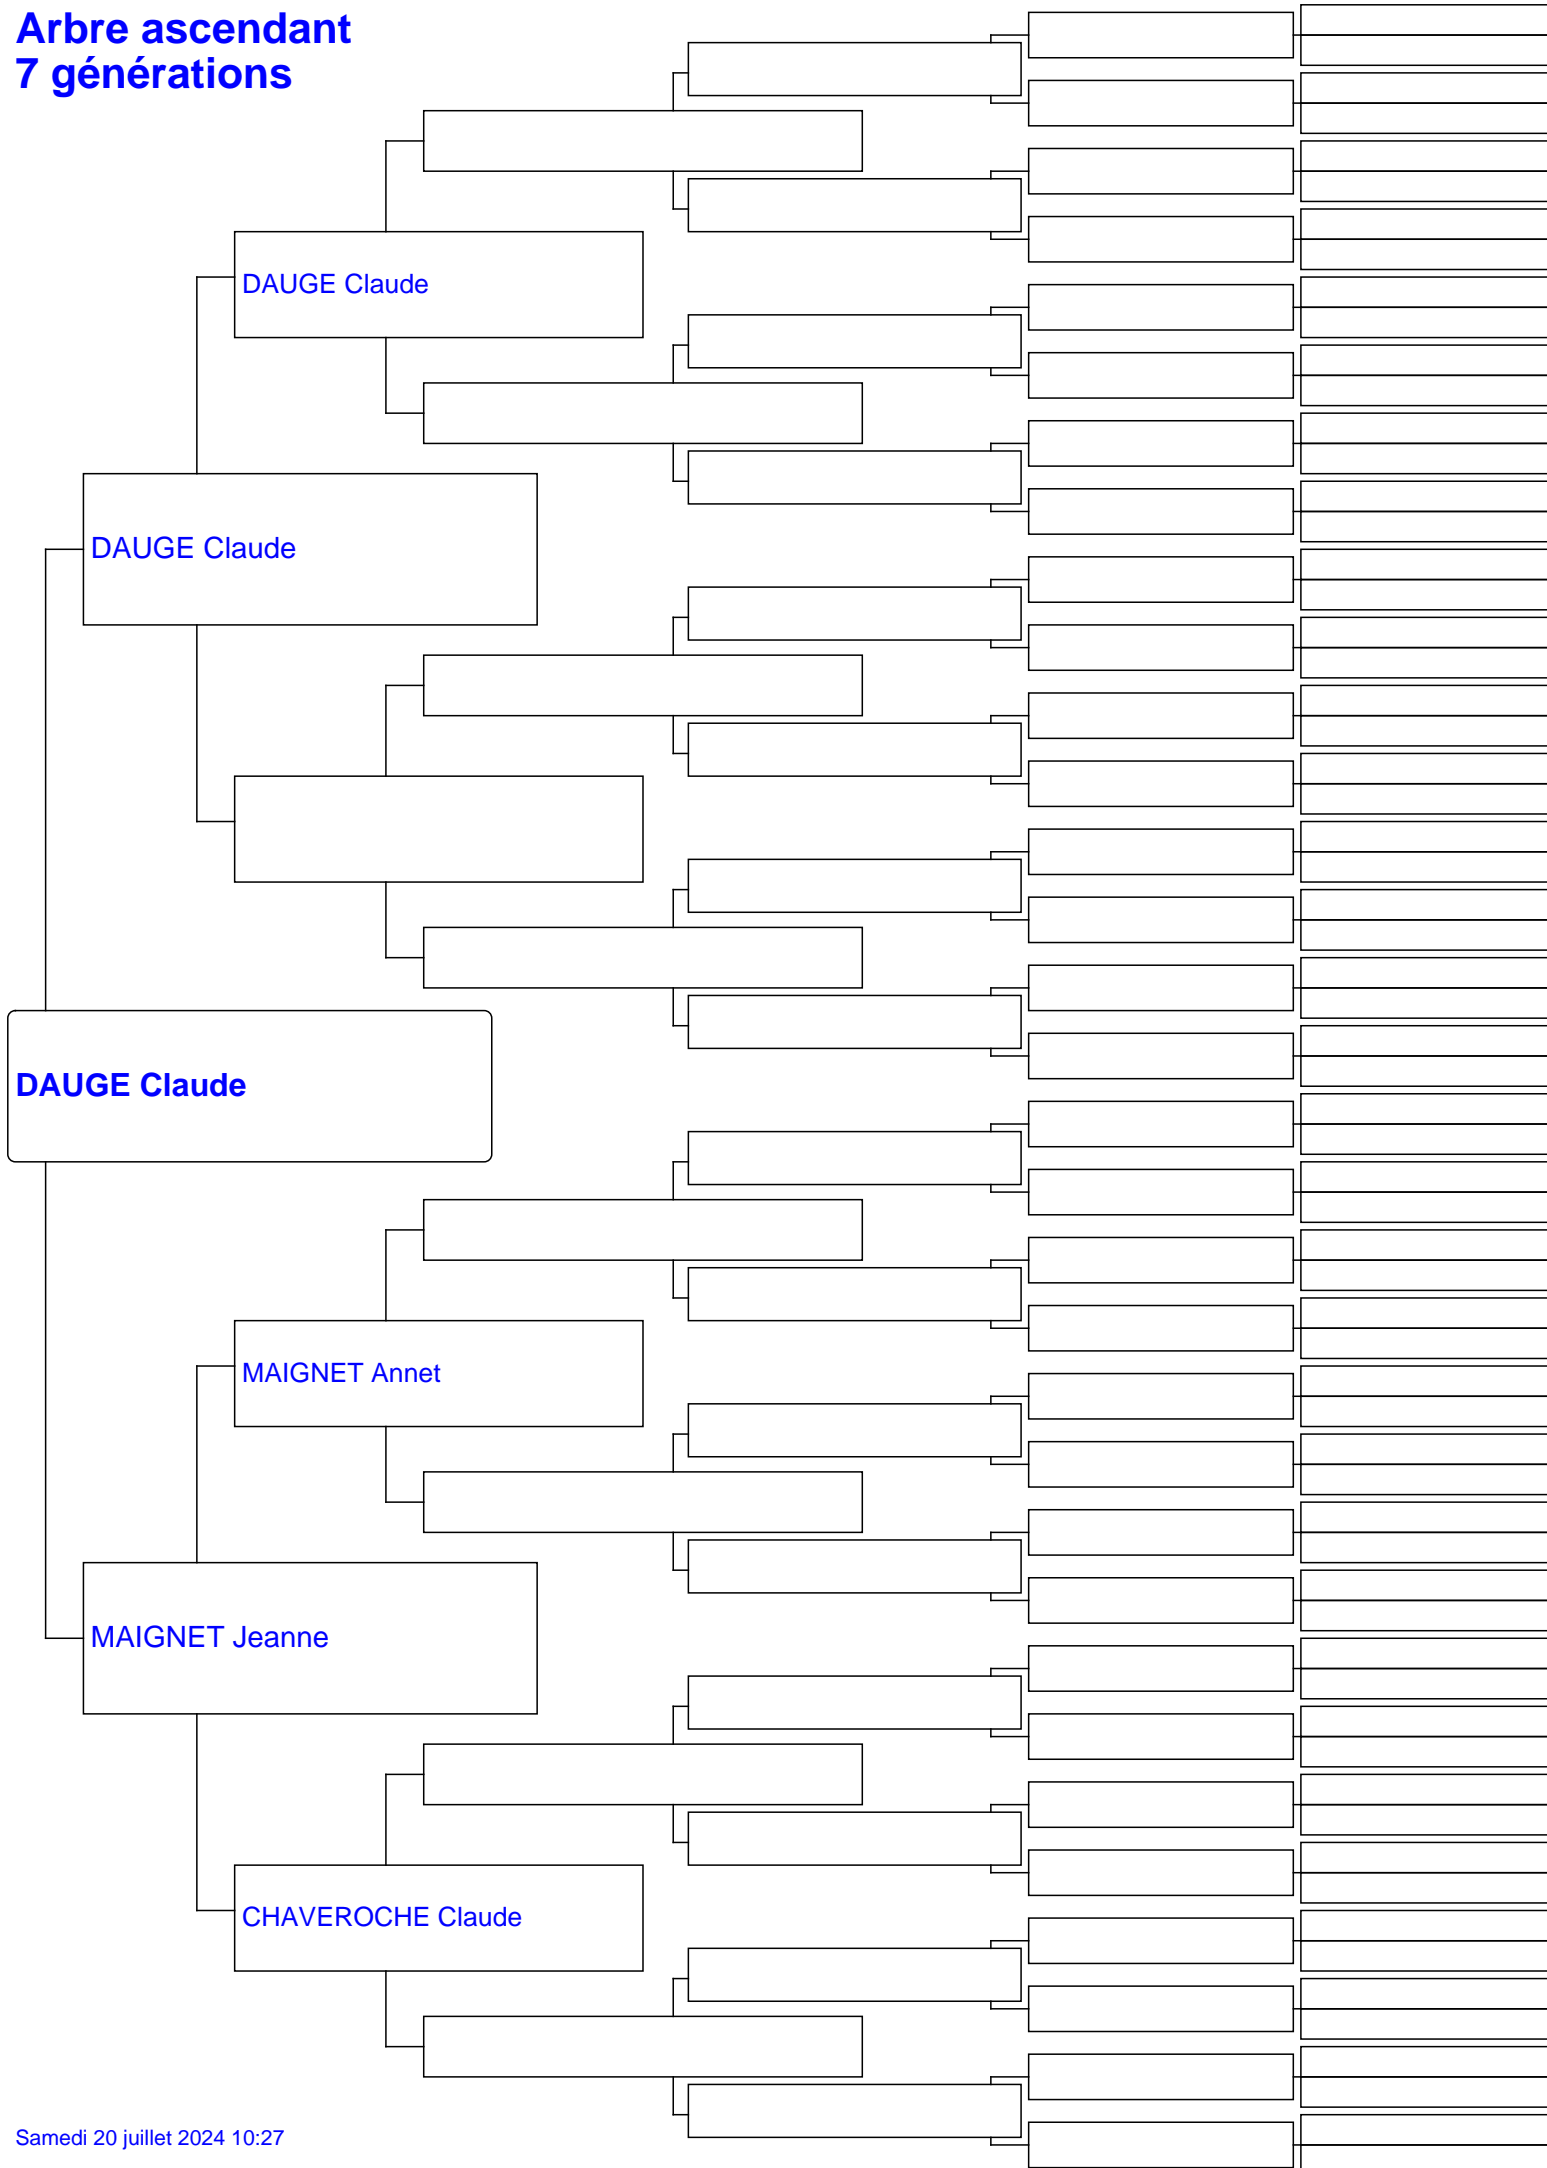 Arbre ascendant
7 générations
DAUGE Claude
DAUGE Claude
DAUGE Claude
MAIGNET Annet
MAIGNET Jeanne
CHAVEROCHE Claude
Samedi 20 juillet 2024 10:27